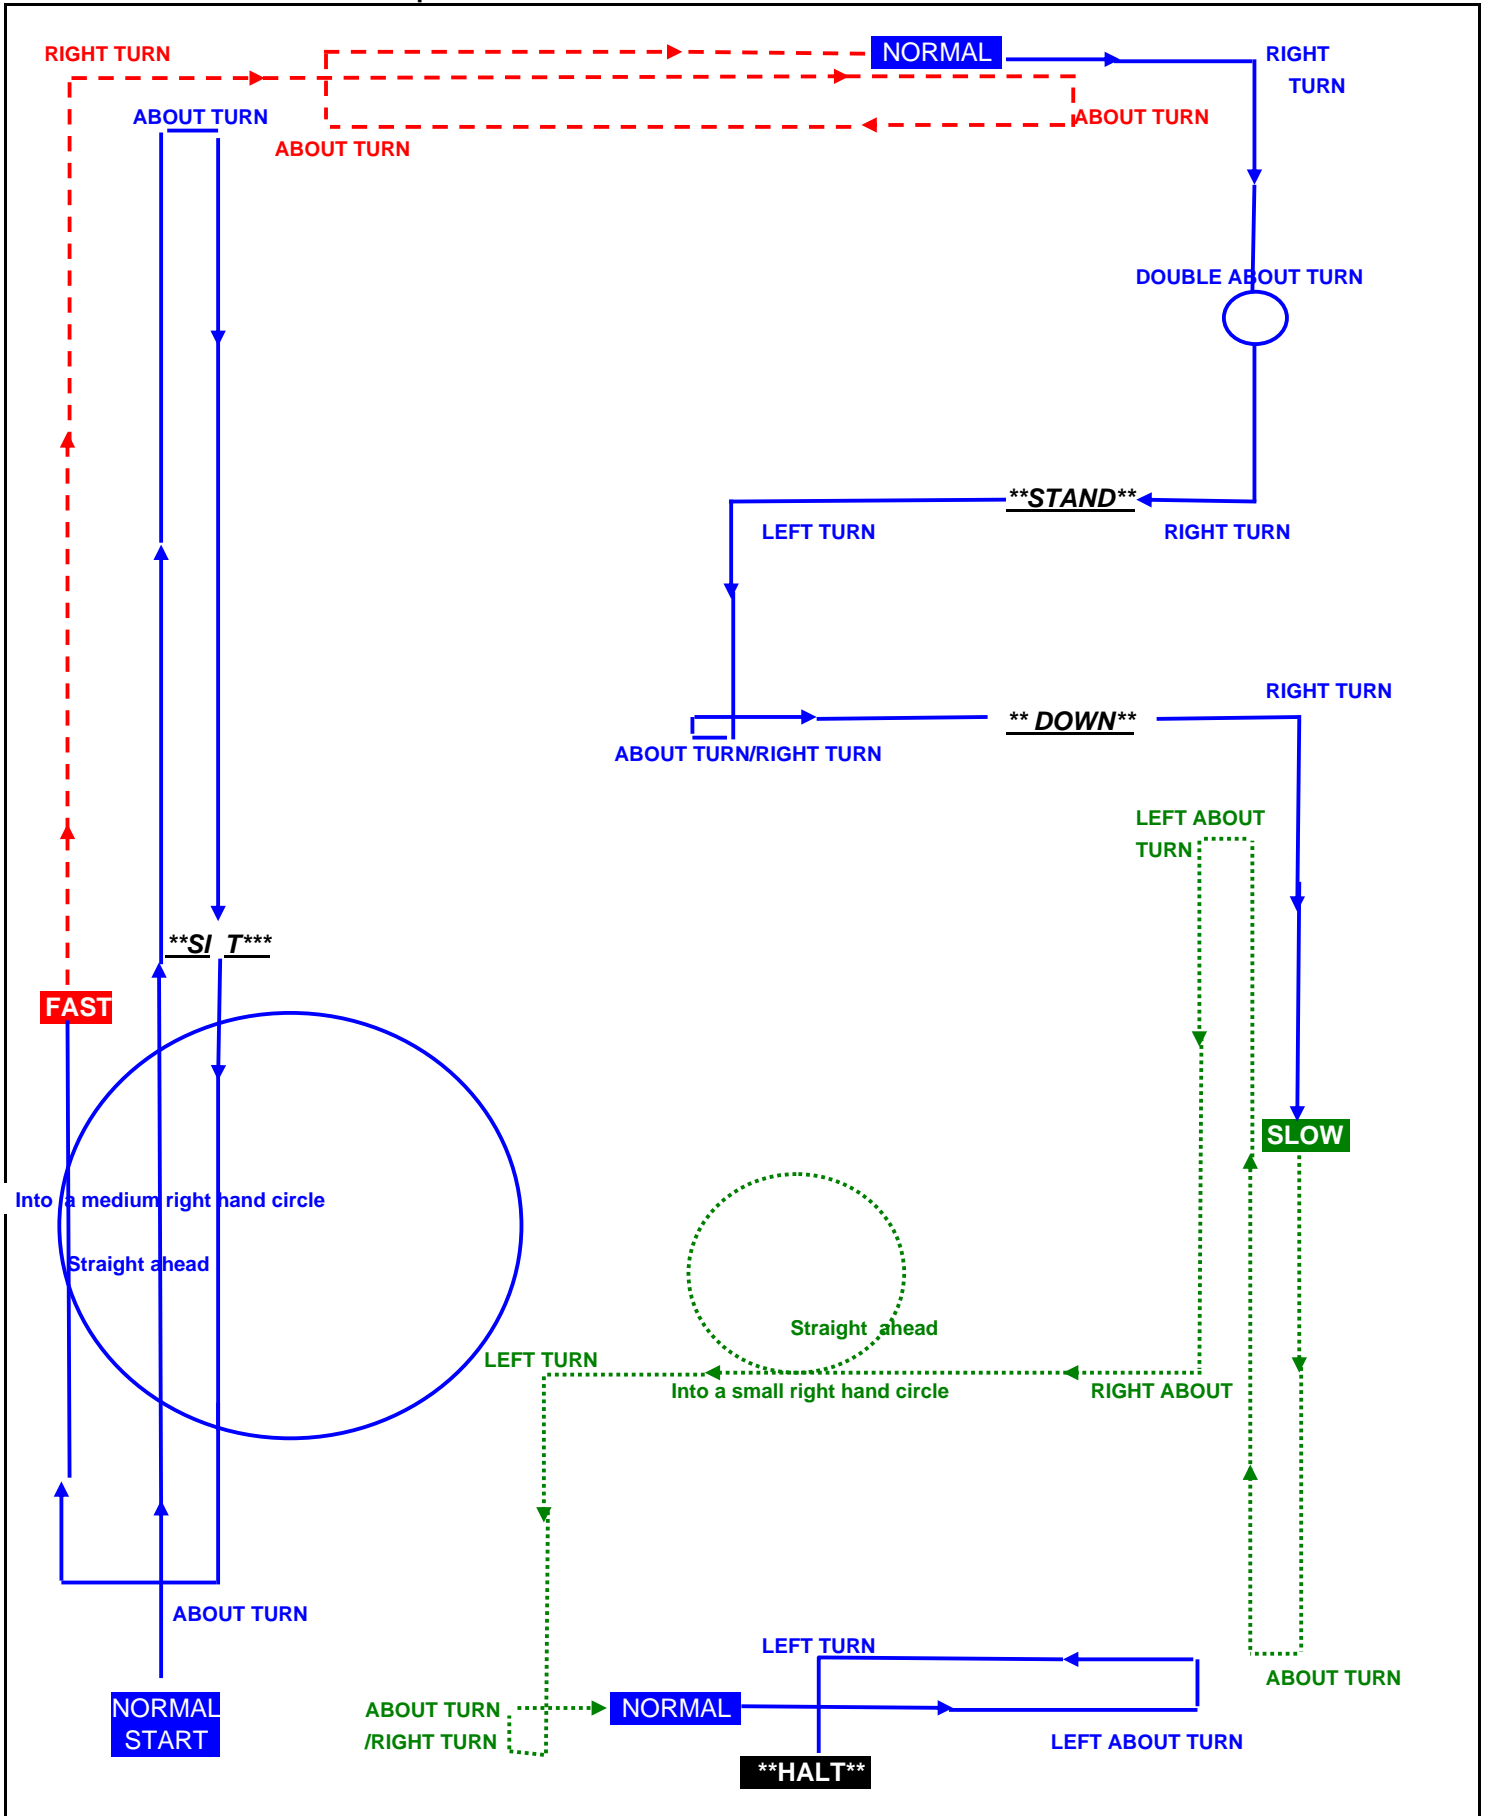 RIGHT TURN
NORMAL
RIGHT
TURN
ABOUT TURN
ABOUT TURN
ABOUT TURN
DOUBLE ABOUT TURN
**STAND**
LEFT TURN
RIGHT TURN
RIGHT TURN
** DOWN**
ABOUT TURN/RIGHT TURN
LEFT ABOUT
TURN
**SI T***
FAST
SLOW
Into a medium right hand circle
Straight ahead
Straight ahead
LEFT TURN
Into a small right hand circle
RIGHT ABOUT
ABOUT TURN
LEFT TURN
ABOUT TURN
NORMAL
START
ABOUT TURN
/RIGHT TURN
NORMAL
LEFT ABOUT TURN
**HALT**